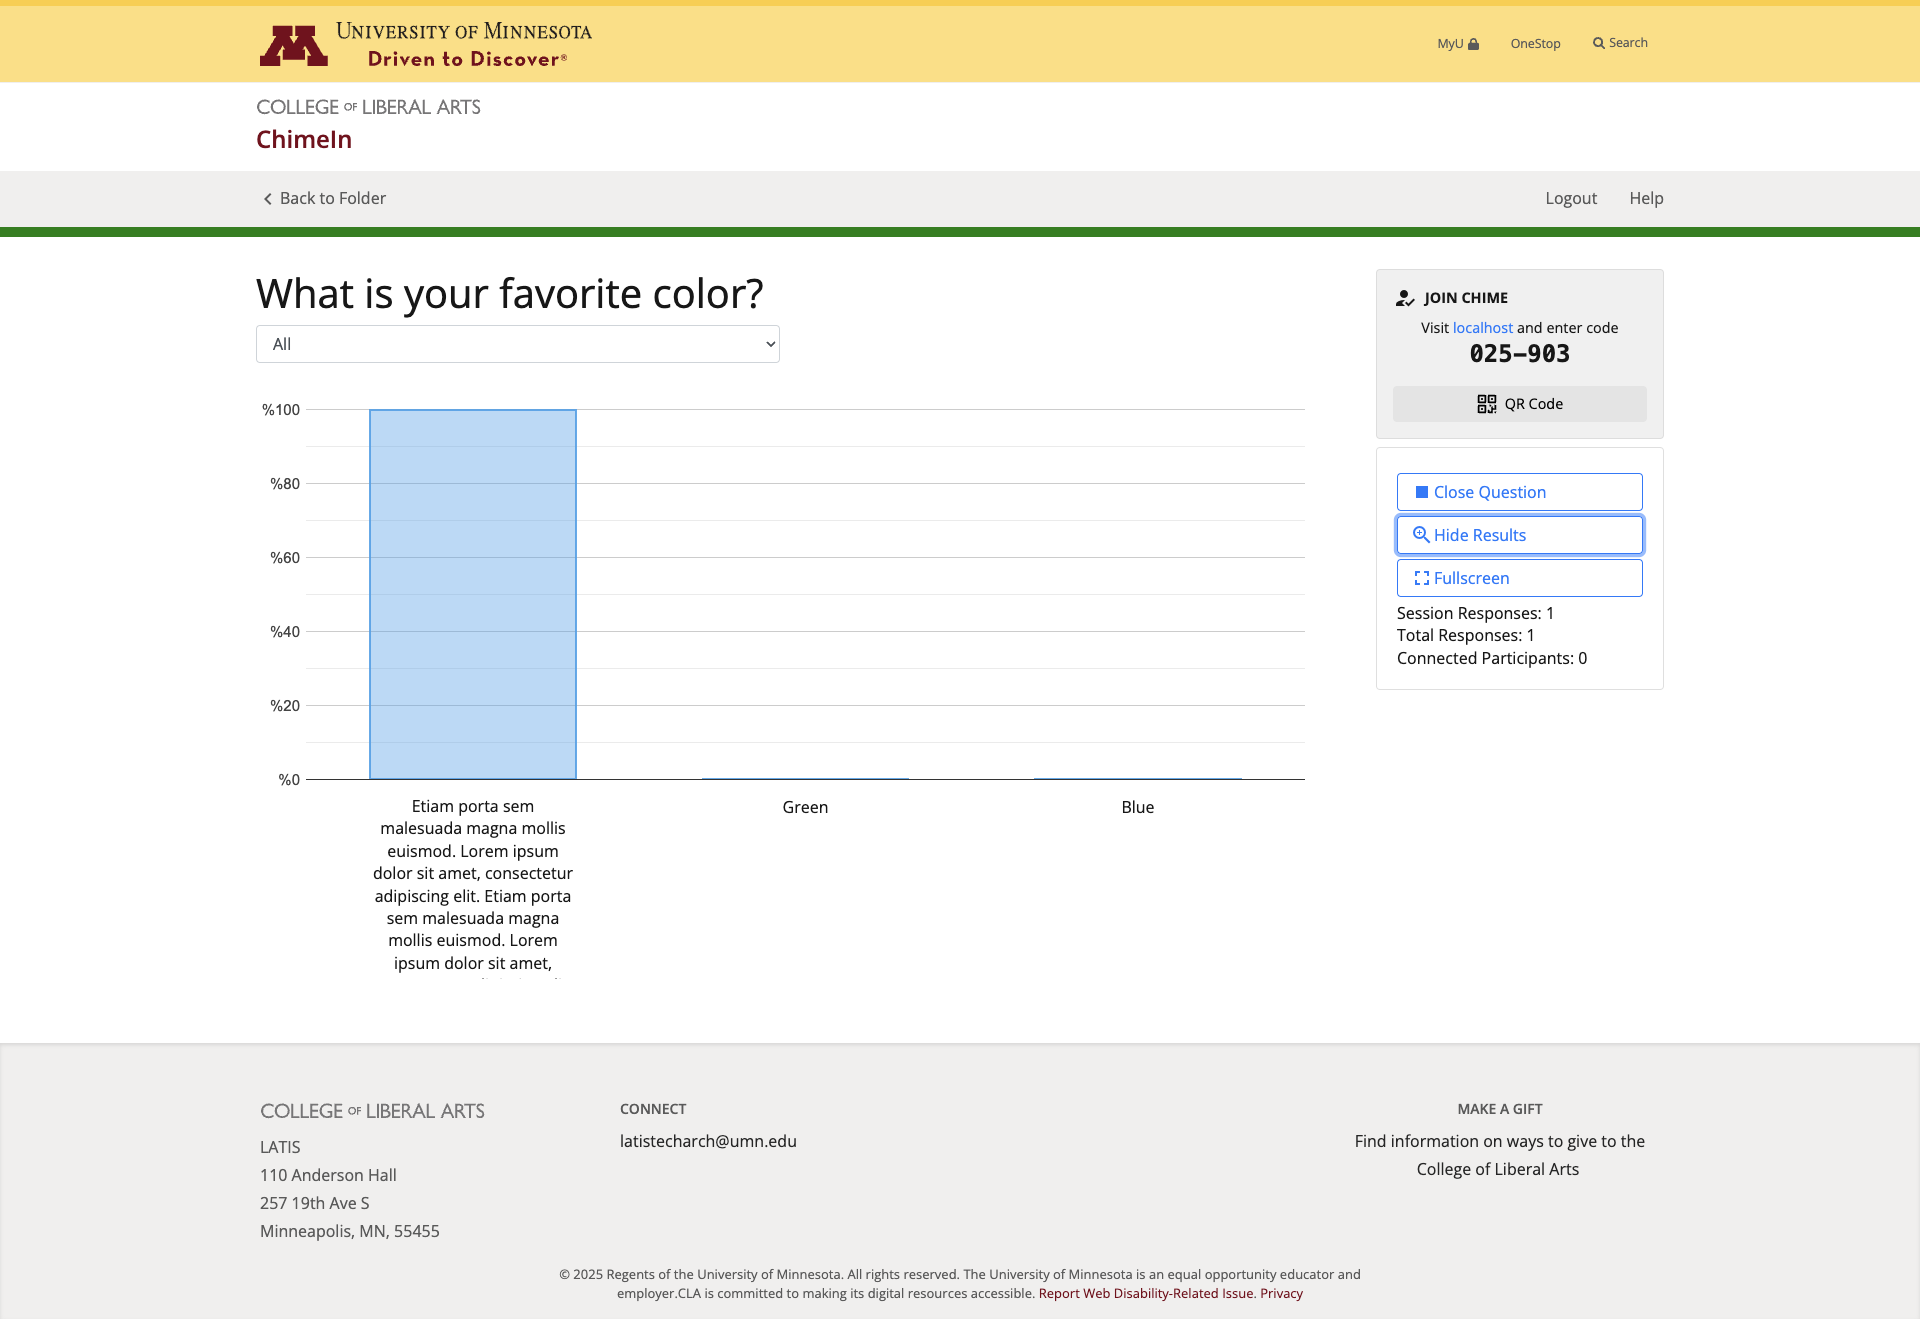 UNIVERSITY OF MINNESOTA
Driven to Discover®
MyU
OneStop
Search
COLLEGE OF LIBERAL ARTS
ChimeIn
Back to Folder
Logout
Help
What is your favorite color?
All
%100
%80
%60
%40
%20
%0
Etiam porta sem
malesuada magna mollis
euismod. Lorem ipsum
dolor sit amet, consectetur
adipiscing elit. Etiam porta
sem malesuada magna
mollis euismod. Lorem
ipsum dolor sit amet,
Green
Blue
JOIN CHIME
Visit localhost and enter code
025-903
QR Code
Close Question
Hide Results
Fullscreen
Session Responses: 1
Total Responses: 1
Connected Participants: 0
COLLEGE OF LIBERAL ARTS
LATIS
110 Anderson Hall
257 19th Ave S
Minneapolis, MN, 55455
CONNECT
latistecharch@umn.edu
MAKE A GIFT
Find information on ways to give to the
College of Liberal Arts
© 2025 Regents of the University of Minnesota. All rights reserved. The University of Minnesota is an equal opportunity educator and
employer.CLA is committed to making its digital resources accessible. Report Web Disability-Related Issue. Privacy